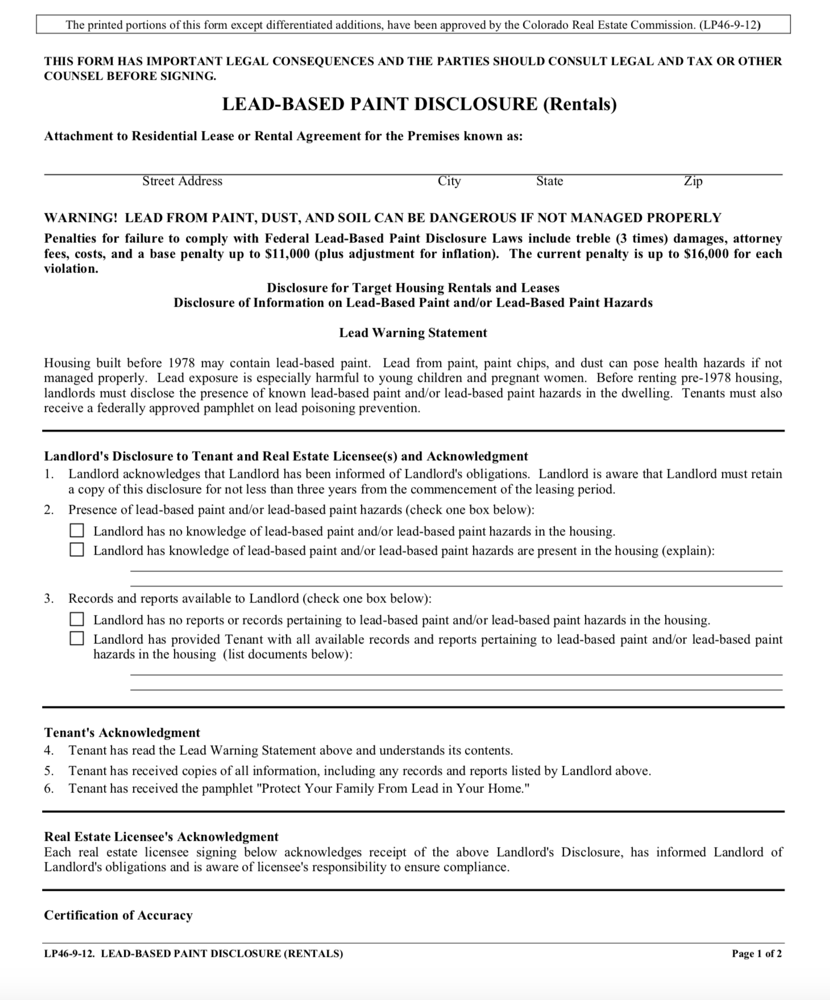 The printed portions of this form except differentiated additions, have been approved by the Colorado Real Estate Commission. (LP46-9-12)
THIS FORM HAS IMPORTANT LEGAL CONSEQUENCES AND THE PARTIES SHOULD CONSULT LEGAL AND TAX OR OTHER
COUNSEL BEFORE SIGNING.
LEAD-BASED PAINT DISCLOSURE (Rentals)
Attachment to Residential Lease or Rental Agreement for the Premises known as:
Street Address City State Zip
WARNING! LEAD FROM PAINT, DUST, AND SOIL CAN BE DANGEROUS IF NOT MANAGED PROPERLY
Penalties for failure to comply with Federal Lead-Based Paint Disclosure Laws include treble (3 times) damages, attorney
fees, costs, and a base penalty up to $11,000 (plus adjustment for inflation). The current penalty is up to $16,000 for each
violation.
Disclosure for Target Housing Rentals and Leases
Disclosure of Information on Lead-Based Paint and/or Lead-Based Paint Hazards
Lead Warning Statement
Housing built before 1978 may contain lead-based paint. Lead from paint, paint chips, and dust can pose health hazards if not
managed properly. Lead exposure is especially harmful to young children and pregnant women. Before renting pre-1978 housing,
landlords must disclose the presence of known lead-based paint and/or lead-based paint hazards in the dwelling. Tenants must also
receive a federally approved pamphlet on lead poisoning prevention.
Landlord's Disclosure to Tenant and Real Estate Licensee(s) and Acknowledgment
1. Landlord acknowledges that Landlord has been informed of Landlord's obligations. Landlord is aware that Landlord must retain
a copy of this disclosure for not less than three years from the commencement of the leasing period.
2. Presence of lead-based paint and/or lead-based paint hazards (check one box below):
Landlord has no knowledge of lead-based paint and/or lead-based paint hazards in the housing.
Landlord has knowledge of lead-based paint and/or lead-based paint hazards are present in the housing (explain):
3. Records and reports available to Landlord (check one box below):
Landlord has no reports or records pertaining to lead-based paint and/or lead-based paint hazards in the housing.
Landlord has provided Tenant with all available records and reports pertaining to lead-based paint and/or lead-based paint
hazards in the housing (list documents below):
Tenant's Acknowledgment
4. Tenant has read the Lead Warning Statement above and understands its contents.
5. Tenant has received copies of all information, including any records and reports listed by Landlord above.
6. Tenant has received the pamphlet "Protect Your Family From Lead in Your Home."
Real Estate Licensee's Acknowledgment
Each real estate licensee signing below acknowledges receipt of the above Landlord's Disclosure, has informed Landlord of
Landlord's obligations and is aware of licensee's responsibility to ensure compliance.
Certification of Accuracy
LP46-9-12. LEAD-BASED PAINT DISCLOSURE (RENTALS) Page 1 of 2